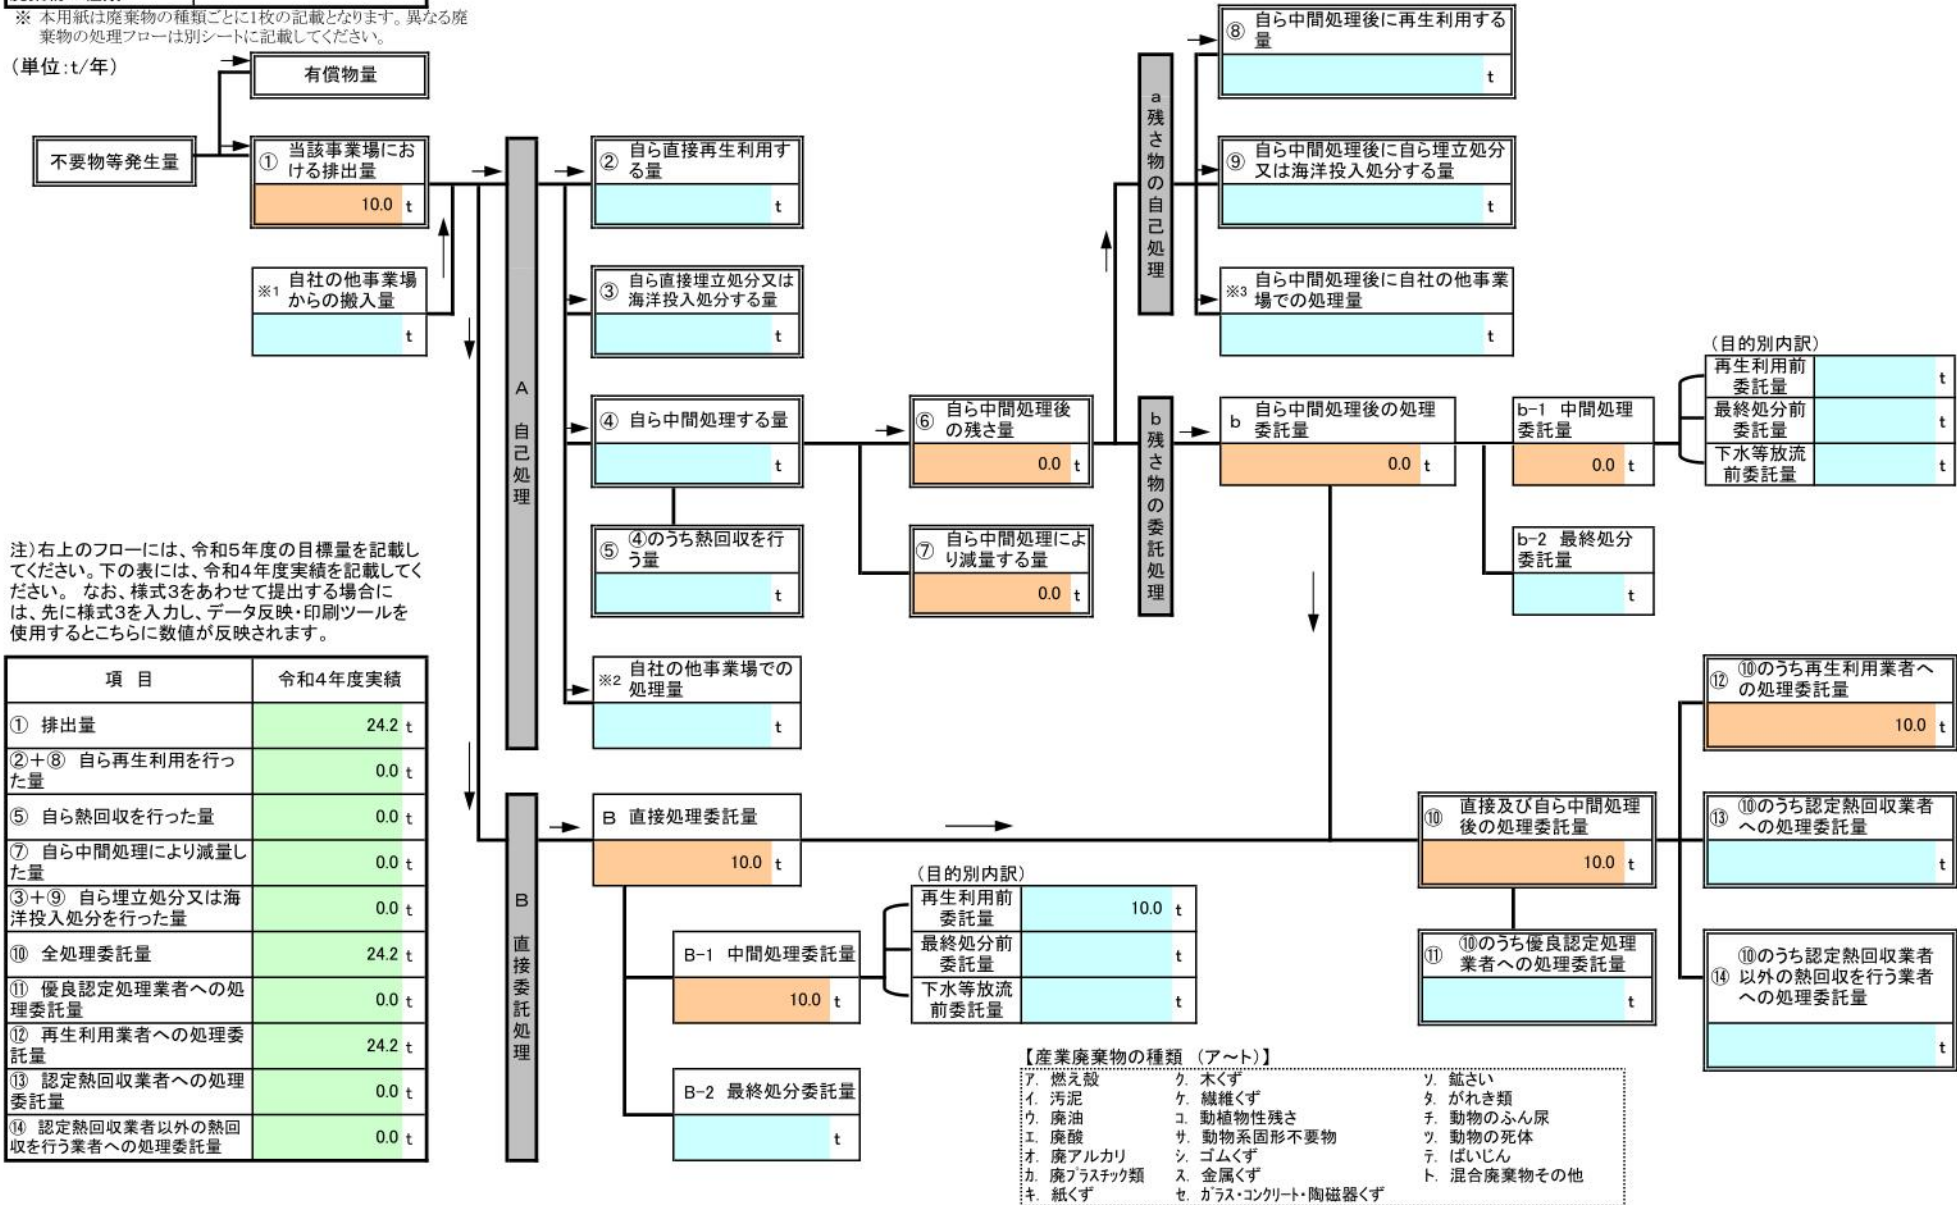 ※ 本用紙は廃棄物の種類ごとに1枚の記載となります。異なる廃
棄物の処理フローは別シートに記載してください。
(単位:t/年)
有償物量
不要物等発生量
① 当該事業場にお
ける排出量
10.0 t
※1 自社の他事業場
からの搬入量
t
A 自己処理
② 自ら直接再生利用す
る量
t
③ 自ら直接埋立処分又は
海洋投入処分する量
t
④ 自ら中間処理する量
t
⑤ ④のうち熱回収を行
う量
t
※2 自社の他事業場での
処理量
t
⑥ 自ら中間処理後
の残さ量
0.0 t
⑦ 自ら中間処理によ
り減量する量
0.0 t
a 残さ物の自己処理
⑧ 自ら中間処理後に再生利用する
量
t
⑨ 自ら中間処理後に自ら埋立処分
又は海洋投入処分する量
t
※3 自ら中間処理後に自社の他事業
場での処理量
t
b 残さ物の委託処理
b 自ら中間処理後の処理
委託量
0.0 t
b-1 中間処理
委託量
0.0 t
(目的別内訳)
再生利用前
委託量
t
最終処分前
委託量
t
下水等放流
前委託量
t
b-2 最終処分
委託量
t
注)右上のフローには、令和5年度の目標量を記載し
てください。下の表には、令和4年度実績を記載してく
ださい。 なお、様式3をあわせて提出する場合に
は、先に様式3を入力し、データ反映・印刷ツールを
使用するとこちらに数値が反映されます。
項 目 令和4年度実績
① 排出量 24.2 t
②+⑧ 自ら再生利用を行っ
た量
0.0 t
⑤ 自ら熱回収を行った量 0.0 t
⑦ 自ら中間処理により減量し
た量
0.0 t
③+⑨ 自ら埋立処分又は海
洋投入処分を行った量
0.0 t
⑩ 全処理委託量 24.2 t
⑪ 優良認定処理業者への処
理委託量
0.0 t
⑫ 再生利用業者への処理委
託量
24.2 t
⑬ 認定熱回収業者への処理
委託量
0.0 t
⑭ 認定熱回収業者以外の熱回
収を行う業者への処理委託量
0.0 t
B 直接委託処理
B 直接処理委託量
10.0 t
B-1 中間処理委託量
10.0 t
(目的別内訳)
再生利用前
委託量
10.0 t
最終処分前
委託量
t
下水等放流
前委託量
t
B-2 最終処分委託量
t
⑩ 直接及び自ら中間処理
後の処理委託量
10.0 t
⑪ ⑩のうち優良認定処理
業者への処理委託量
t
⑫ ⑩のうち再生利用業者へ
の処理委託量
10.0 t
⑬ ⑩のうち認定熱回収業者
への処理委託量
t
⑭ ⑩のうち認定熱回収業者
以外の熱回収を行う業者
への処理委託量
t
【産業廃棄物の種類 (ア~ト)】
ア. 燃え殻 ク. 木くず ソ. 鉱さい
イ. 汚泥 ケ. 繊維くず タ. がれき類
ウ. 廃油 コ. 動植物性残さ チ. 動物のふん尿
エ. 廃酸 サ. 動物系固形不要物 ツ. 動物の死体
オ. 廃アルカリ シ. ゴムくず テ. ばいじん
カ. 廃プラスチック類 ス. 金属くず ト. 混合廃棄物その他
キ. 紙くず セ. ガラス・コンクリート・陶磁器くず